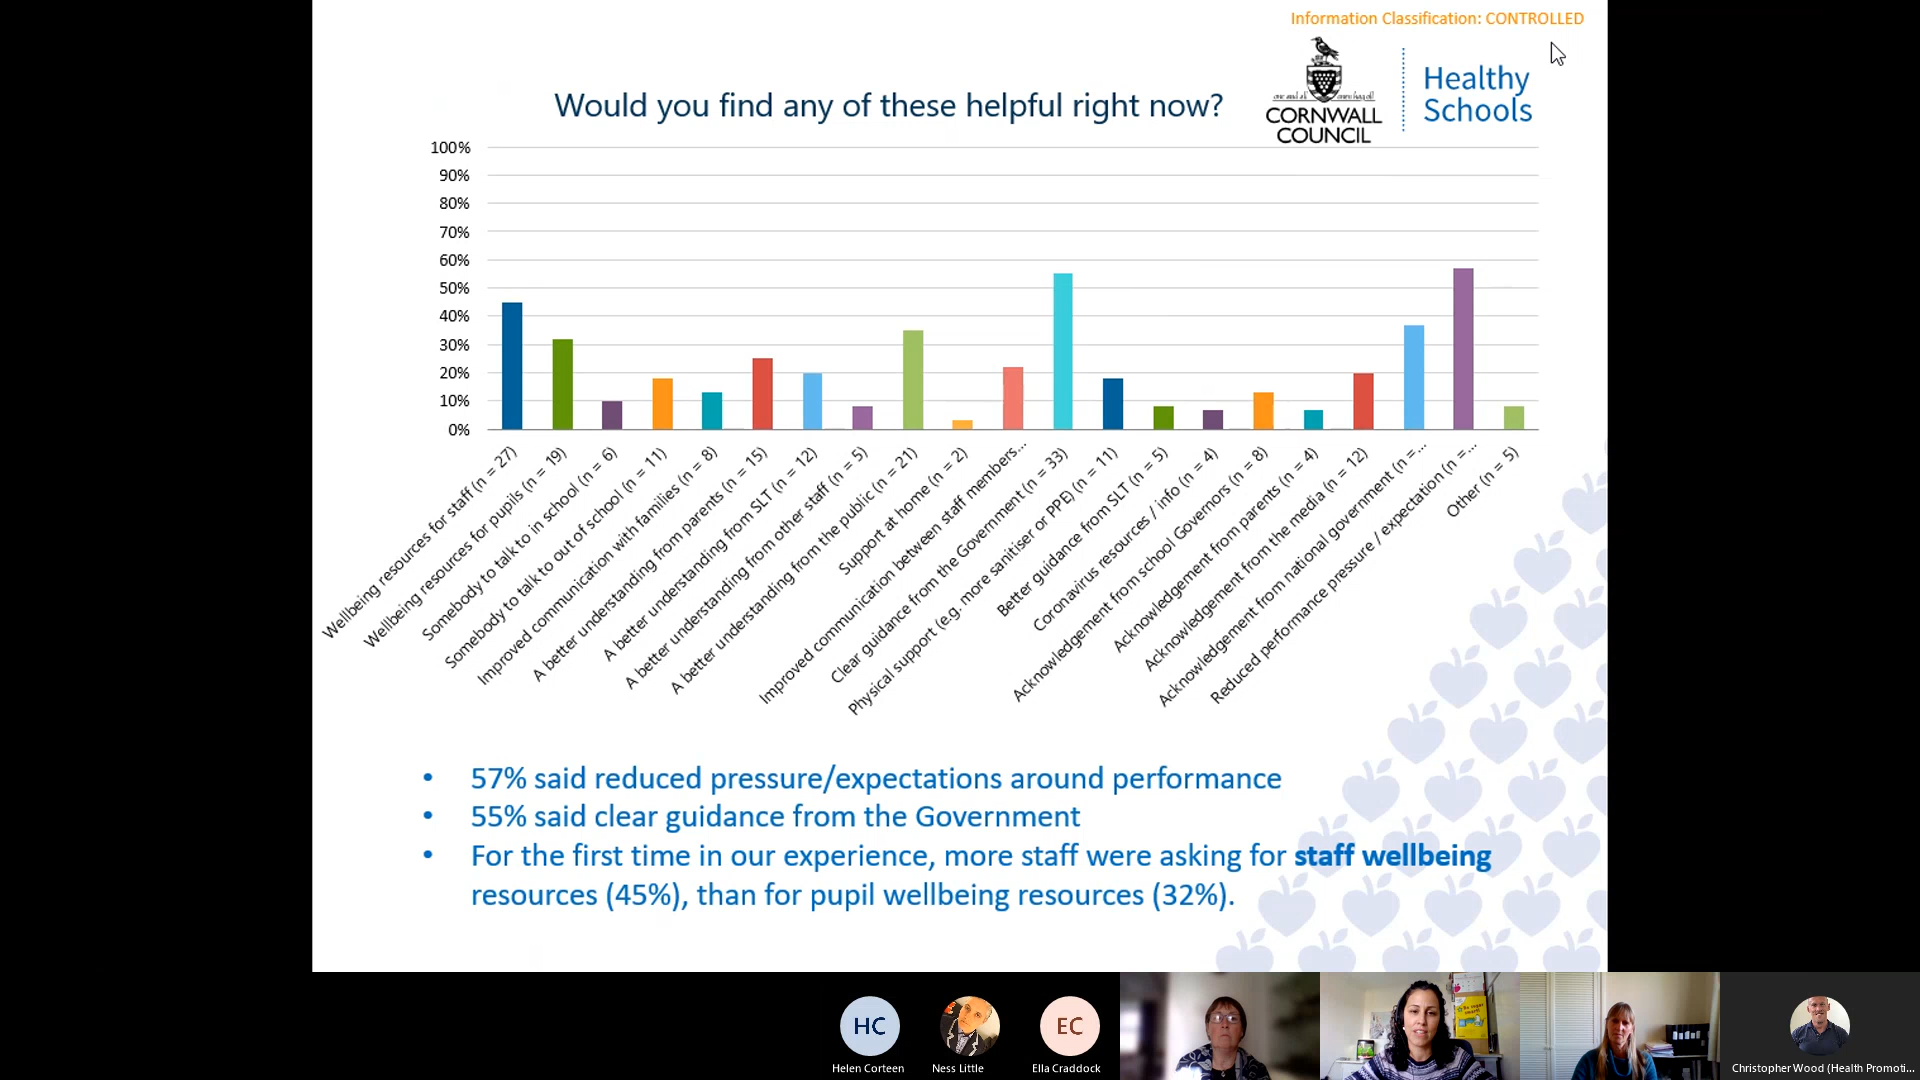 Information Classification: CONTROLLED
one and all
CORNWALL
COUNCIL
Healthy
Schools
Would you find any of these helpful right now?
100%
90%
80%
70%
60%
50%
40%
30%
20%
10%
0%
Wellbeing resources for staff (n = 27)
Wellbeing resources for pupils (n = 19)
Somebody to talk to in school (n = 6)
Somebody to talk to out of school (n = 11)
Improved communication with families (n = 8)
A better understanding from parents (n = 15)
A better understanding from SLT (n = 12)
A better understanding from other staff (n = 5)
A better understanding from the public (n = 21)
Support at home (n = 2)
Improved communication between staff members...
Clear guidance from the Government (n = 33)
Physical support (e.g. more sanitiser or PPE) (n = 11)
Better guidance from SLT (n = 5)
Coronavirus resources / info (n = 4)
Acknowledgement from school Governors (n = 8)
Acknowledgement from parents (n = 4)
Acknowledgement from the media (n = 12)
Acknowledgement from national government (n =...
Reduced performance pressure / expectation (n =...
Other (n = 5)
• 57% said reduced pressure/expectations around performance
• 55% said clear guidance from the Government
• For the first time in our experience, more staff were asking for staff wellbeing
resources (45%), than for pupil wellbeing resources (32%).
HC
EC
Helen Corteen
Ness Little
Ella Craddock
Christopher Wood (Health Promoti...